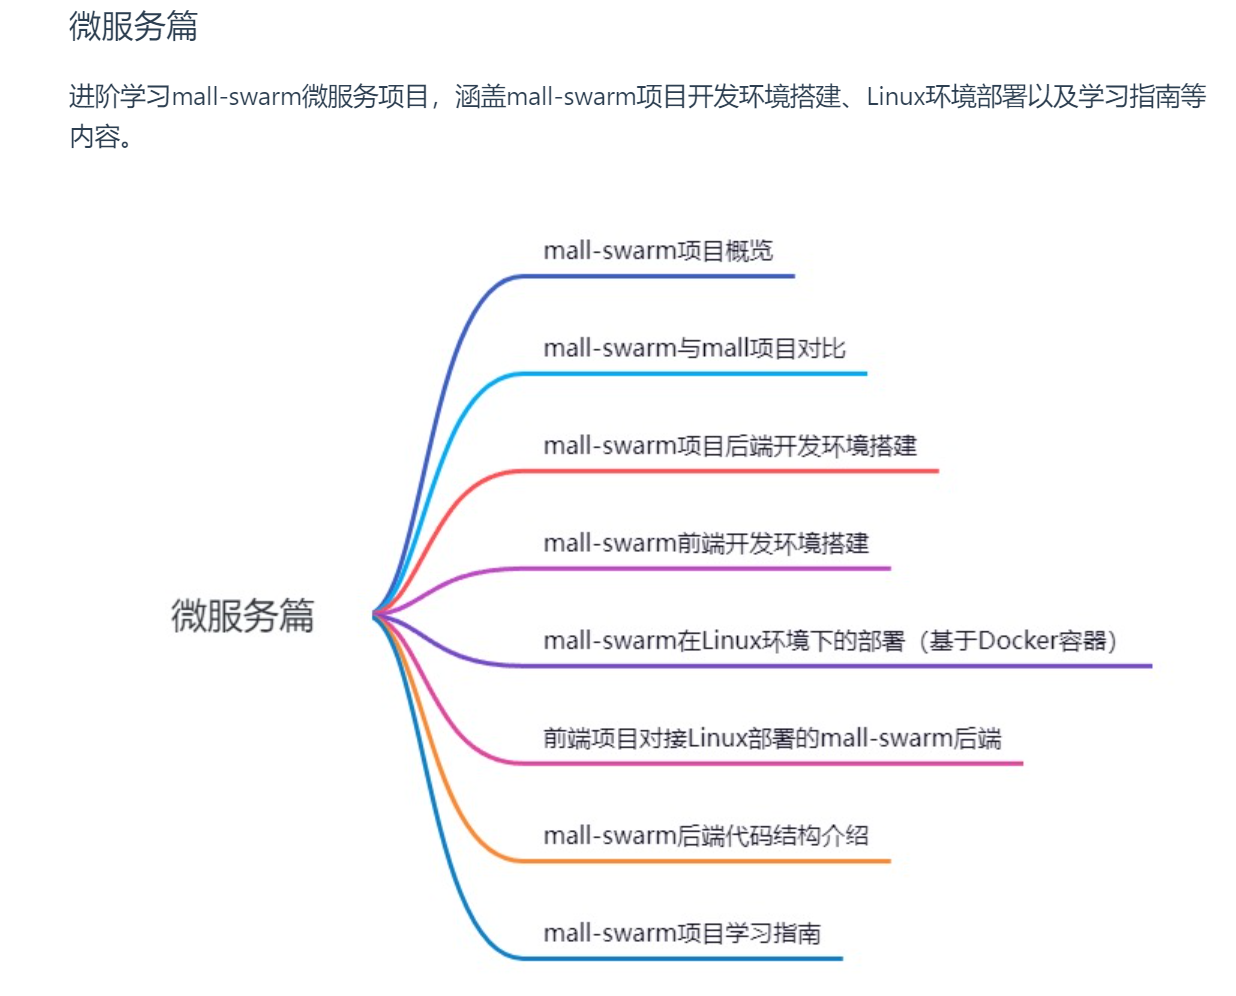 微服务篇
进阶学习mall-swarm微服务项目，涵盖mall-swarm项目开发环境搭建、Linux环境部署以及学习指南等
内容。
mall-swarm项目概览
mall-swarm与mall项目对比
mall-swarm项目后端开发环境搭建
mall-swarm前端开发环境搭建
微服务篇
mall-swarm在Linux环境下的部署（基于Docker容器）
前端项目对接Linux部署的mall-swarm后端
mall-swarm后端代码结构介绍
mall-swarm项目学习指南